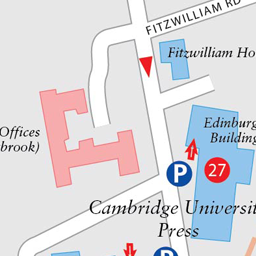 FITZWILLIAM RD
Fitzwilliam Ho
Edinburg
Building
Offices
brook)
P
27
Cambridge Universit
Press
P